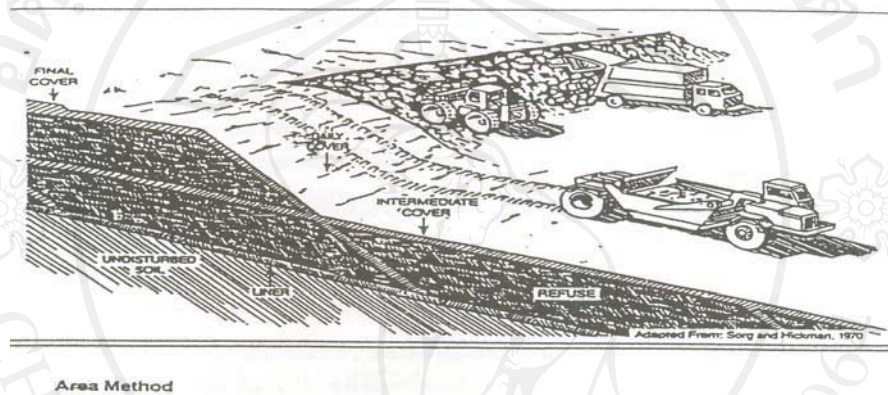 FINAL
COVER
DAILY
COVER
INTERMEDIATE
COVER
UNDISTURBED
SOIL
LINER
REFUSE
Adapted From: Sorg and Hickman, 1970
Area Method